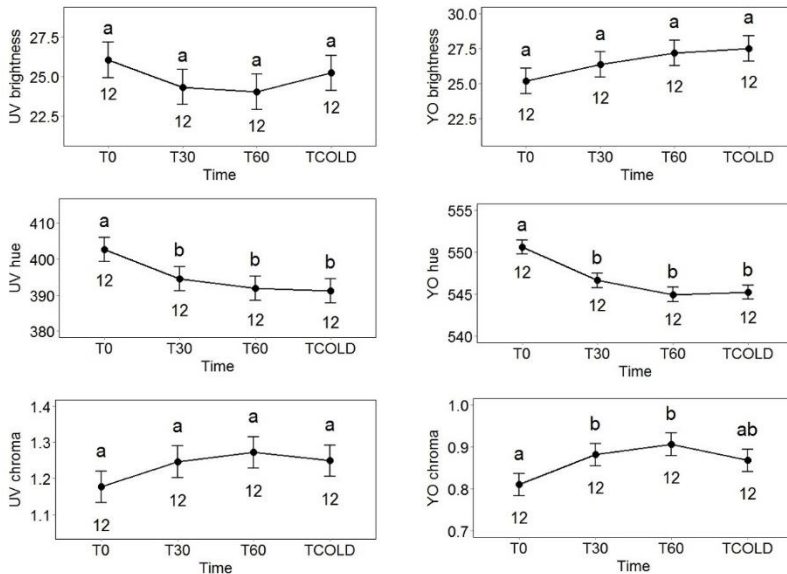 UV brightness
27.5
25.0
22.5
a a a a
12 12 12 12
T0 T30 T60 TCOLD
Time
YO brightness
30.0
27.5
25.0
22.5
a a a a
12 12 12 12
T0 T30 T60 TCOLD
Time
UV hue
410
400
390
380
a b b b
12 12 12 12
T0 T30 T60 TCOLD
Time
YO hue
555
550
545
540
a b b b
12 12 12 12
T0 T30 T60 TCOLD
Time
UV chroma
1.4
1.3
1.2
1.1
a a a a
12 12 12 12
T0 T30 T60 TCOLD
Time
YO chroma
1.0
0.9
0.8
0.7
a b b ab
12 12 12 12
T0 T30 T60 TCOLD
Time